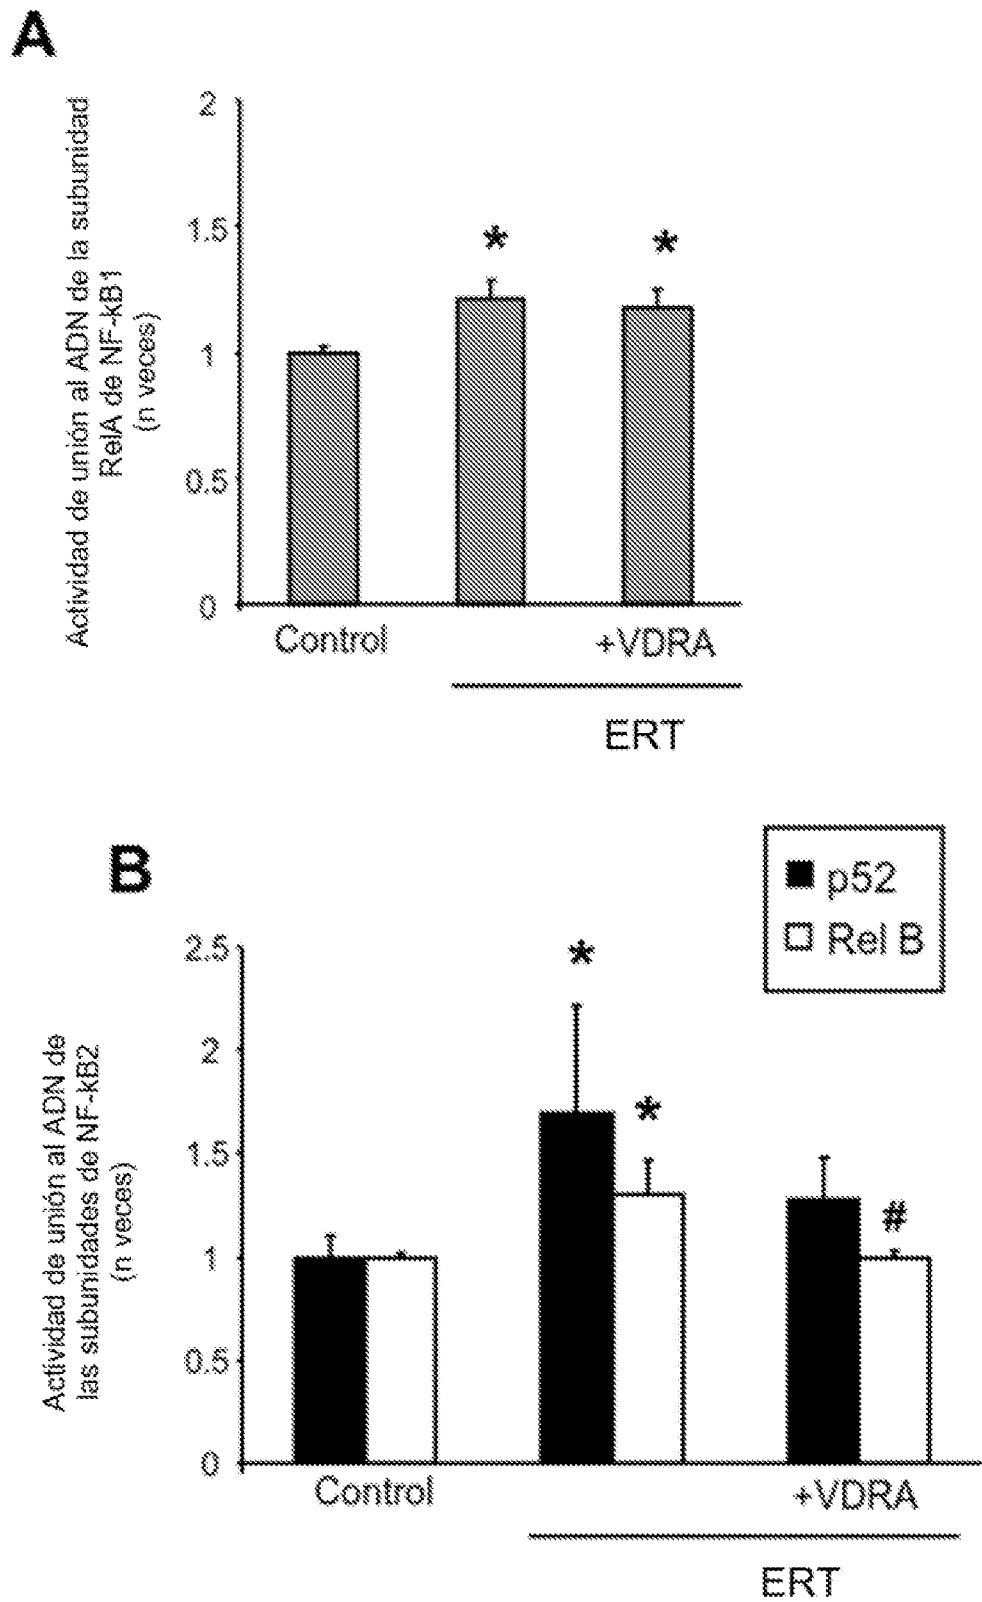 A
Actividad de unión al ADN de la subunidad
RelA de NF-kB1
(n veces)
2
1.5
1
0.5
0
*
*
Control
+VDRA
ERT
B
p52
Rel B
Actividad de unión al ADN de
las subunidades de NF-kB2
(n veces)
2.5
2
1.5
1
0.5
0
*
*
#
Control
+VDRA
ERT